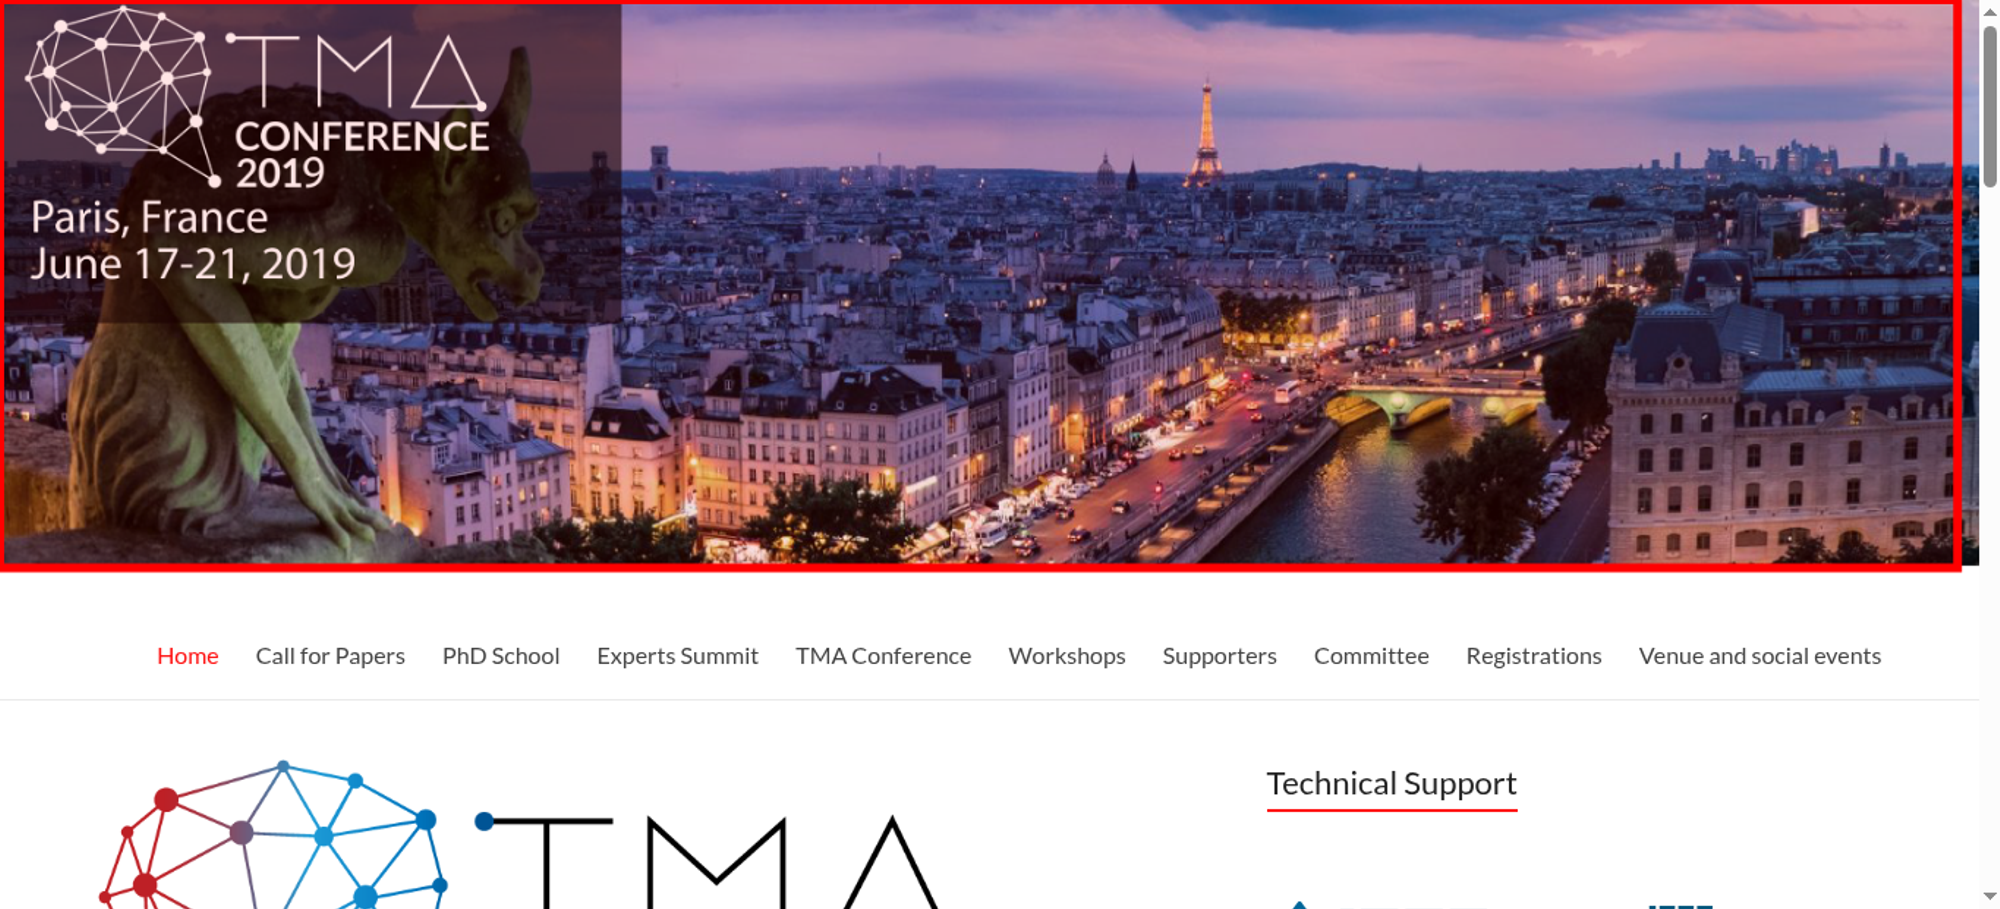 TMA
CONFERENCE
2019
Paris, France
June 17-21, 2019
Home Call for Papers PhD School Experts Summit TMA Conference Workshops Supporters Committee Registrations Venue and social events
TMA
Technical Support